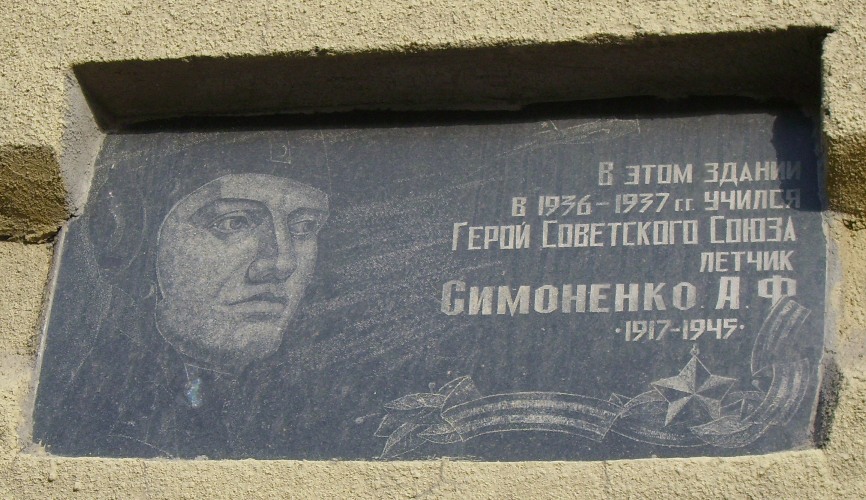 В ЭТОМ ЗДАНИИ
В 1936-1937 ГГ. УЧИЛСЯ
ГЕРОЙ СОВЕТСКОГО СОЮЗА
ЛЕТЧИК
СИМОНЕНКО А.Ф
·1917-1945·